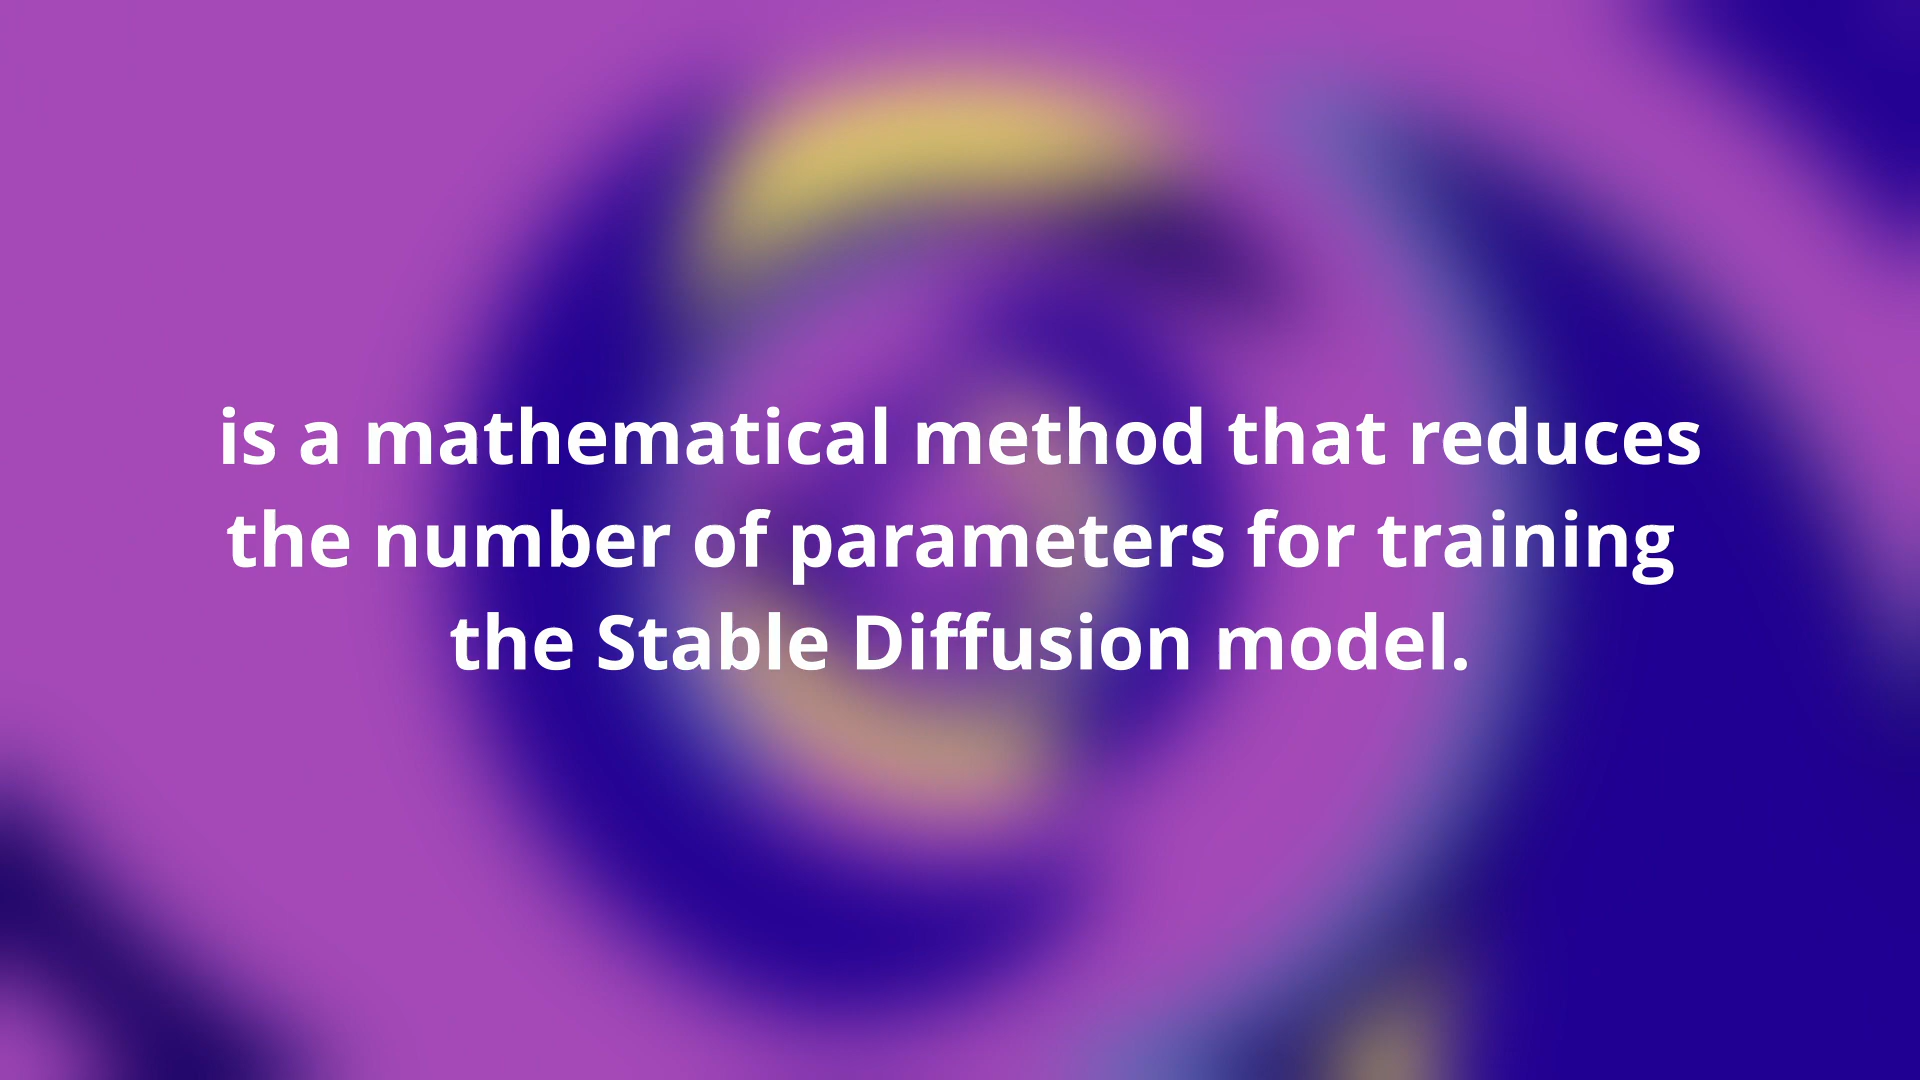 is a mathematical method that reduces
the number of parameters for training
the Stable Diffusion model.